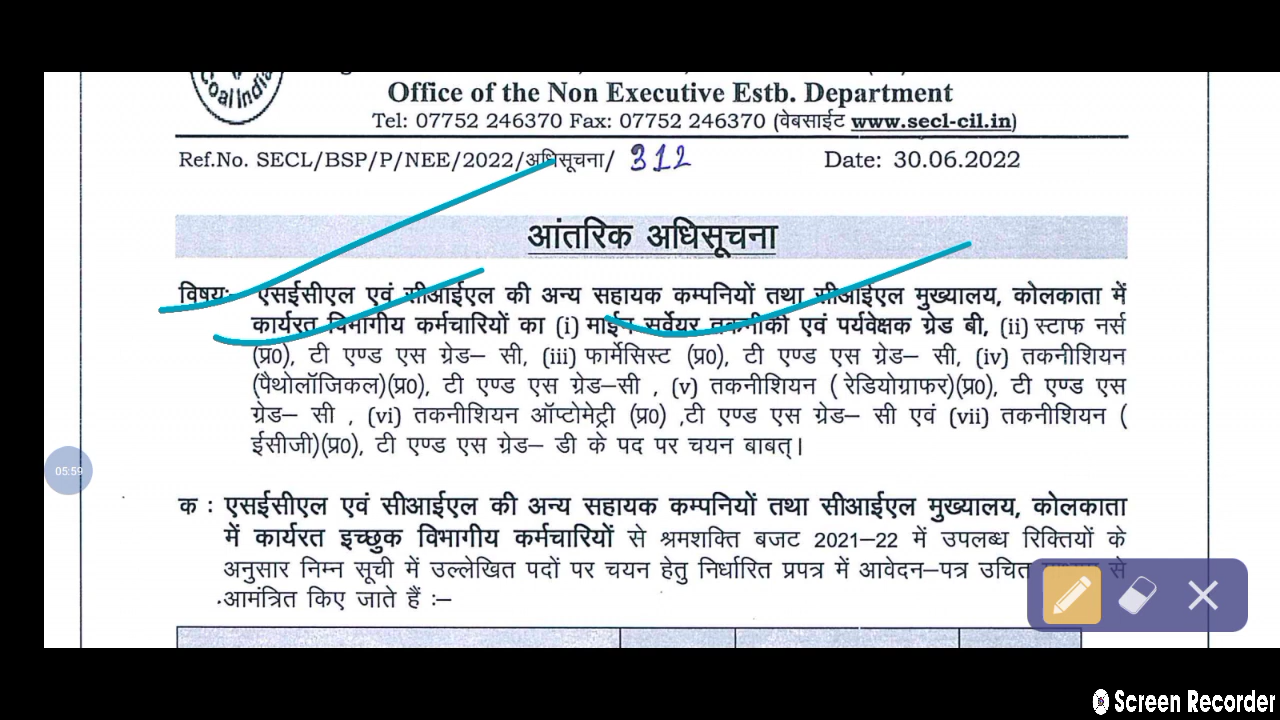 Coal India
Office of the Non Executive Estb. Department
Tel: 07752 246370 Fax: 07752 246370 (वेबसाईट www.secl-cil.in)
Ref.No. SECL/BSP/P/NEE/2022/अधिसूचना/ 312 Date: 30.06.2022
आंतरिक अधिसूचना
विषयः– एसईसीएल एवं सीआईएल की अन्य सहायक कम्पनियों तथा सीआईएल मुख्यालय, कोलकाता में
कार्यरत विभागीय कर्मचारियों का (i) माईन सर्वेयर तकनीकी एवं पर्यवेक्षक ग्रेड बी, (ii) स्टाफ नर्स
(प्र0), टी एण्ड एस ग्रेड– सी, (iii) फार्मेसिस्ट (प्र0), टी एण्ड एस ग्रेड– सी, (iv) तकनीशियन
(पैथोलॉजिकल)(प्र0), टी एण्ड एस ग्रेड–सी , (v) तकनीशियन ( रेडियोग्राफर)(प्र0), टी एण्ड एस
ग्रेड– सी , (vi) तकनीशियन ऑप्टोमेट्री (प्र0) ,टी एण्ड एस ग्रेड– सी एवं (vii) तकनीशियन (
ईसीजी)(प्र0), टी एण्ड एस ग्रेड– डी के पद पर चयन बाबत्।
क : एसईसीएल एवं सीआईएल की अन्य सहायक कम्पनियों तथा सीआईएल मुख्यालय, कोलकाता
में कार्यरत इच्छुक विभागीय कर्मचारियों से श्रमशक्ति बजट 2021–22 में उपलब्ध रिक्तियों के
अनुसार निम्न सूची में उल्लेखित पदों पर चयन हेतु निर्धारित प्रपत्र में आवेदन–पत्र उचित से
आमंत्रित किए जाते हैं :–
05:59
Screen Recorder